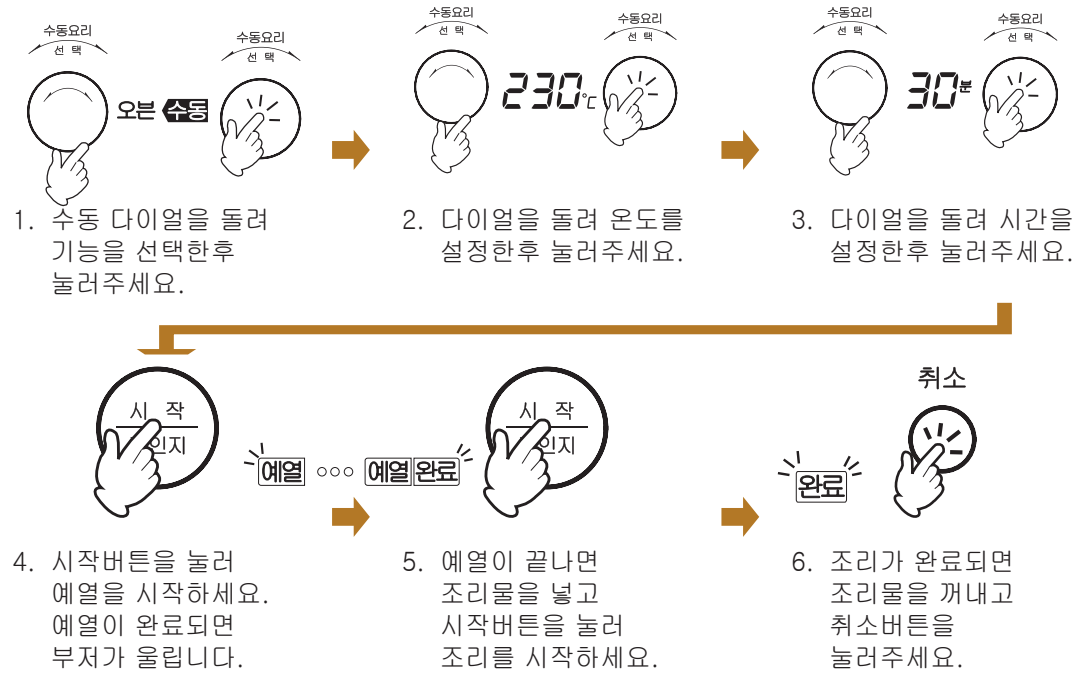 수동요리
선 택
수동요리
선 택
오븐 수동
1. 수동 다이얼을 돌려
기능을 선택한후
눌러주세요.
수동요리
선 택
수동요리
선 택
230℃
2. 다이얼을 돌려 온도를
설정한후 눌러주세요.
수동요리
선 택
수동요리
선 택
30분
3. 다이얼을 돌려 시간을
설정한후 눌러주세요.
시 작
인지
예열 ○○○ 예열 완료
4. 시작버튼을 눌러
예열을 시작하세요.
예열이 완료되면
부저가 울립니다.
시 작
인지
5. 예열이 끝나면
조리물을 넣고
시작버튼을 눌러
조리를 시작하세요.
취소
완료
6. 조리가 완료되면
조리물을 꺼내고
취소버튼을
눌러주세요.